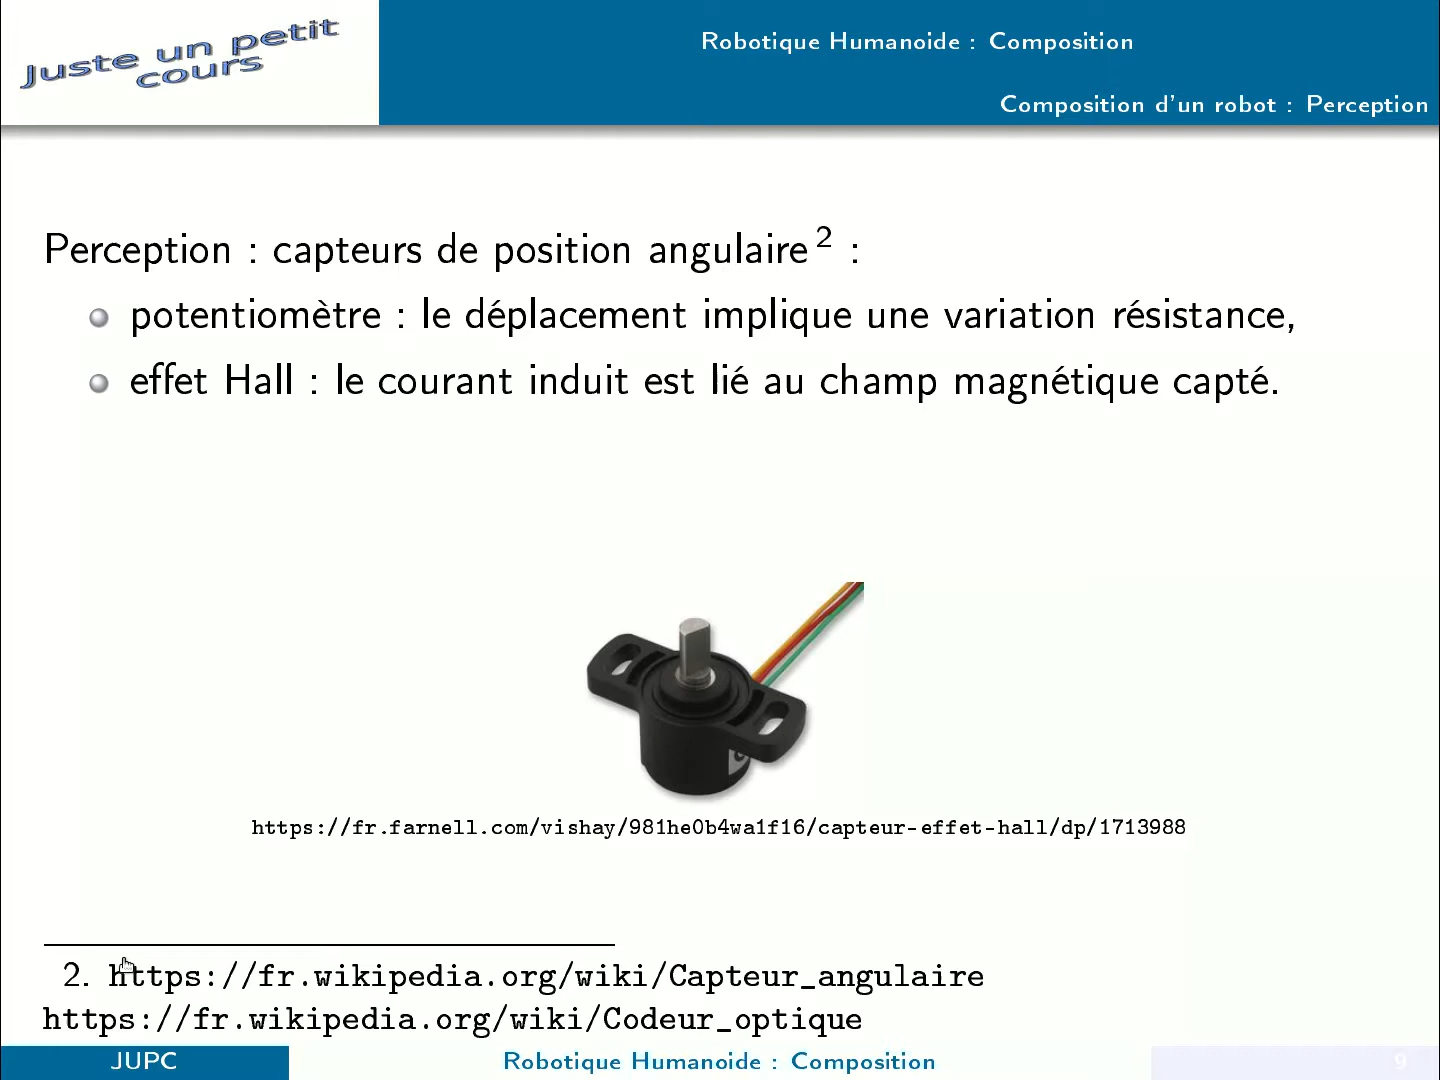 Juste un petit
cours
Robotique Humanoide : Composition
Composition d'un robot : Perception
Perception : capteurs de position angulaire 2 :
potentiomètre : le déplacement implique une variation résistance,
effet Hall : le courant induit est lié au champ magnétique capté.
https://fr.farnell.com/vishay/981he0b4wa1f16/capteur-effet-hall/dp/1713988
2. https://fr.wikipedia.org/wiki/Capteur_angulaire
https://fr.wikipedia.org/wiki/Codeur_optique
JUPC
Robotique Humanoide : Composition
9